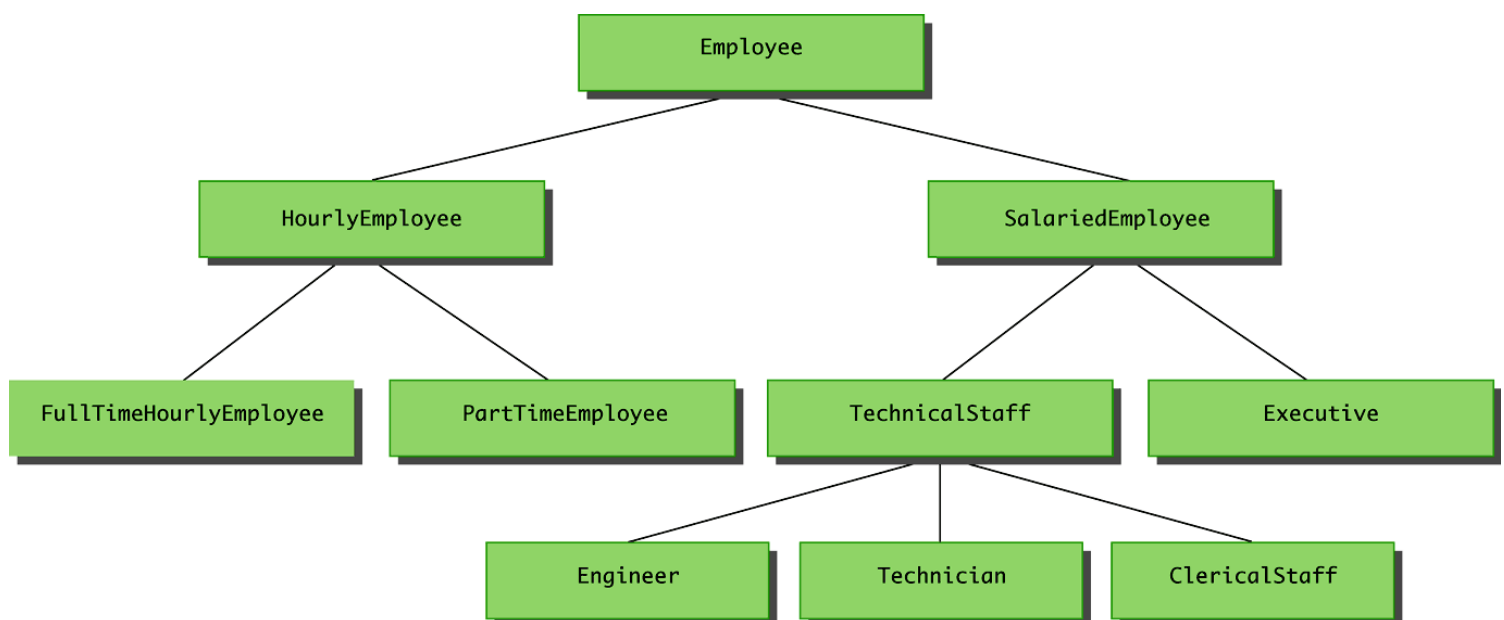 Employee
HourlyEmployee
SalariedEmployee
FullTimeHourlyEmployee
PartTimeEmployee
TechnicalStaff
Executive
Engineer
Technician
ClericalStaff